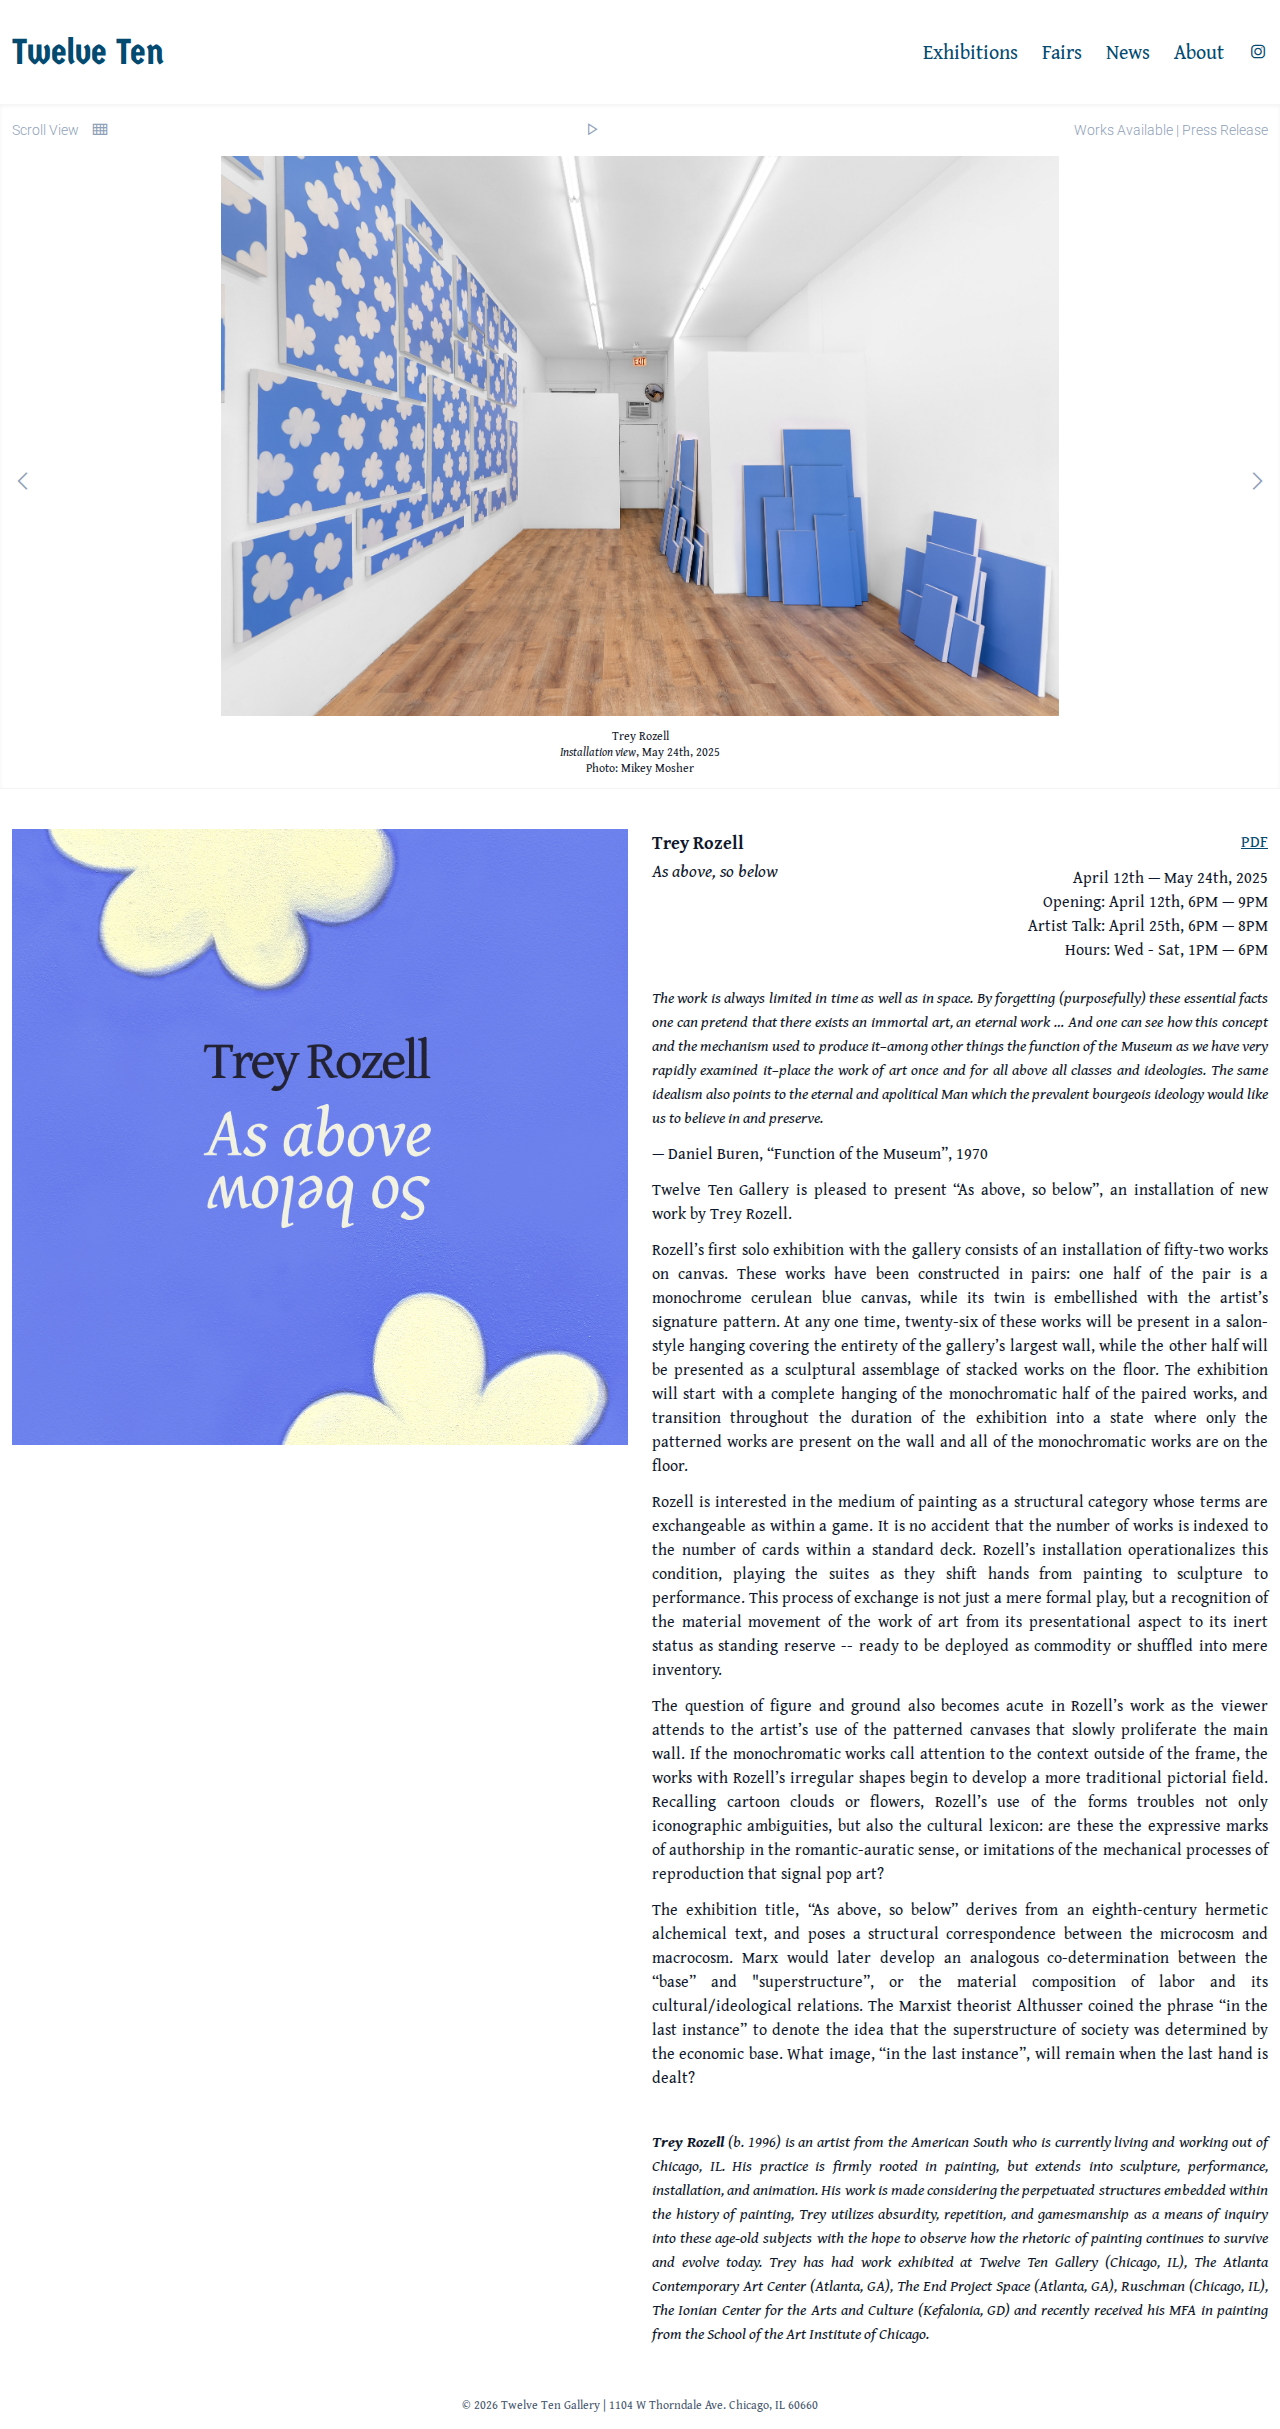 Twelve Ten
Exhibitions Fairs News About
Scroll View
Works Available | Press Release
EXIT
Trey Rozell
Installation view, May 24th, 2025
Photo: Mikey Mosher
Trey Rozell
As above
So below
Trey Rozell
As above, so below
PDF
April 12th — May 24th, 2025
Opening: April 12th, 6PM — 9PM
Artist Talk: April 25th, 6PM — 8PM
Hours: Wed - Sat, 1PM — 6PM
The work is always limited in time as well as in space. By forgetting (purposefully) these essential facts
one can pretend that there exists an immortal art, an eternal work ... And one can see how this concept
and the mechanism used to produce it–among other things the function of the Museum as we have very
rapidly examined it–place the work of art once and for all above all classes and ideologies. The same
idealism also points to the eternal and apolitical Man which the prevalent bourgeois ideology would like
us to believe in and preserve.
— Daniel Buren, “Function of the Museum”, 1970
Twelve Ten Gallery is pleased to present “As above, so below”, an installation of new
work by Trey Rozell.
Rozell’s first solo exhibition with the gallery consists of an installation of fifty-two works
on canvas. These works have been constructed in pairs: one half of the pair is a
monochrome cerulean blue canvas, while its twin is embellished with the artist’s
signature pattern. At any one time, twenty-six of these works will be present in a salon-
style hanging covering the entirety of the gallery’s largest wall, while the other half will
be presented as a sculptural assemblage of stacked works on the floor. The exhibition
will start with a complete hanging of the monochromatic half of the paired works, and
transition throughout the duration of the exhibition into a state where only the
patterned works are present on the wall and all of the monochromatic works are on the
floor.
Rozell is interested in the medium of painting as a structural category whose terms are
exchangeable as within a game. It is no accident that the number of works is indexed to
the number of cards within a standard deck. Rozell’s installation operationalizes this
condition, playing the suites as they shift hands from painting to sculpture to
performance. This process of exchange is not just a mere formal play, but a recognition of
the material movement of the work of art from its presentational aspect to its inert
status as standing reserve -- ready to be deployed as commodity or shuffled into mere
inventory.
The question of figure and ground also becomes acute in Rozell’s work as the viewer
attends to the artist’s use of the patterned canvases that slowly proliferate the main
wall. If the monochromatic works call attention to the context outside of the frame, the
works with Rozell’s irregular shapes begin to develop a more traditional pictorial field.
Recalling cartoon clouds or flowers, Rozell’s use of the forms troubles not only
iconographic ambiguities, but also the cultural lexicon: are these the expressive marks
of authorship in the romantic-auratic sense, or imitations of the mechanical processes of
reproduction that signal pop art?
The exhibition title, “As above, so below” derives from an eighth-century hermetic
alchemical text, and poses a structural correspondence between the microcosm and
macrocosm. Marx would later develop an analogous co-determination between the
“base” and "superstructure”, or the material composition of labor and its
cultural/ideological relations. The Marxist theorist Althusser coined the phrase “in the
last instance” to denote the idea that the superstructure of society was determined by
the economic base. What image, “in the last instance”, will remain when the last hand is
dealt?
Trey Rozell (b. 1996) is an artist from the American South who is currently living and working out of
Chicago, IL. His practice is firmly rooted in painting, but extends into sculpture, performance,
installation, and animation. His work is made considering the perpetuated structures embedded within
the history of painting, Trey utilizes absurdity, repetition, and gamesmanship as a means of inquiry
into these age-old subjects with the hope to observe how the rhetoric of painting continues to survive
and evolve today. Trey has had work exhibited at Twelve Ten Gallery (Chicago, IL), The Atlanta
Contemporary Art Center (Atlanta, GA), The End Project Space (Atlanta, GA), Ruschman (Chicago, IL),
The Ionian Center for the Arts and Culture (Kefalonia, GD) and recently received his MFA in painting
from the School of the Art Institute of Chicago.
© 2026 Twelve Ten Gallery | 1104 W Thorndale Ave. Chicago, IL 60660